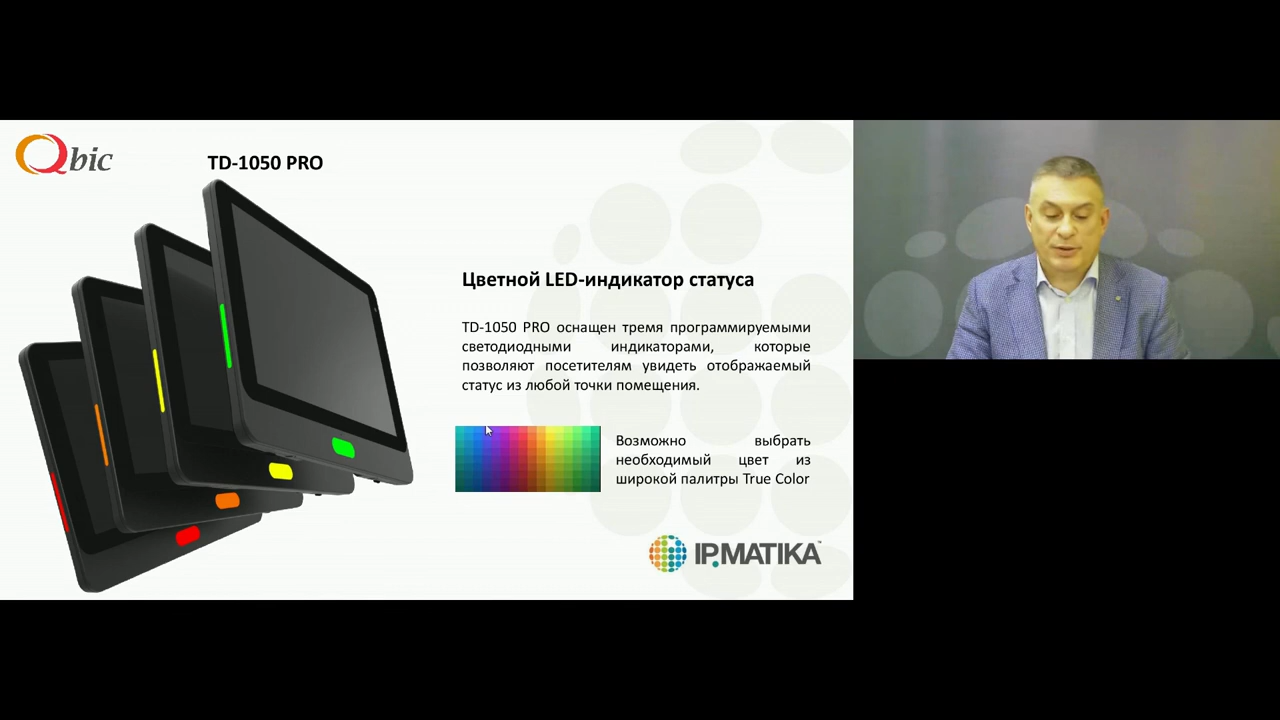 Qbic
TD-1050 PRO
Цветной LED-индикатор статуса
TD-1050 PRO оснащен тремя программируемыми
светодиодными индикаторами, которые
позволяют посетителям увидеть отображаемый
статус из любой точки помещения.
Возможно выбрать
необходимый цвет из
широкой палитры True Color
IP.MATIKA™